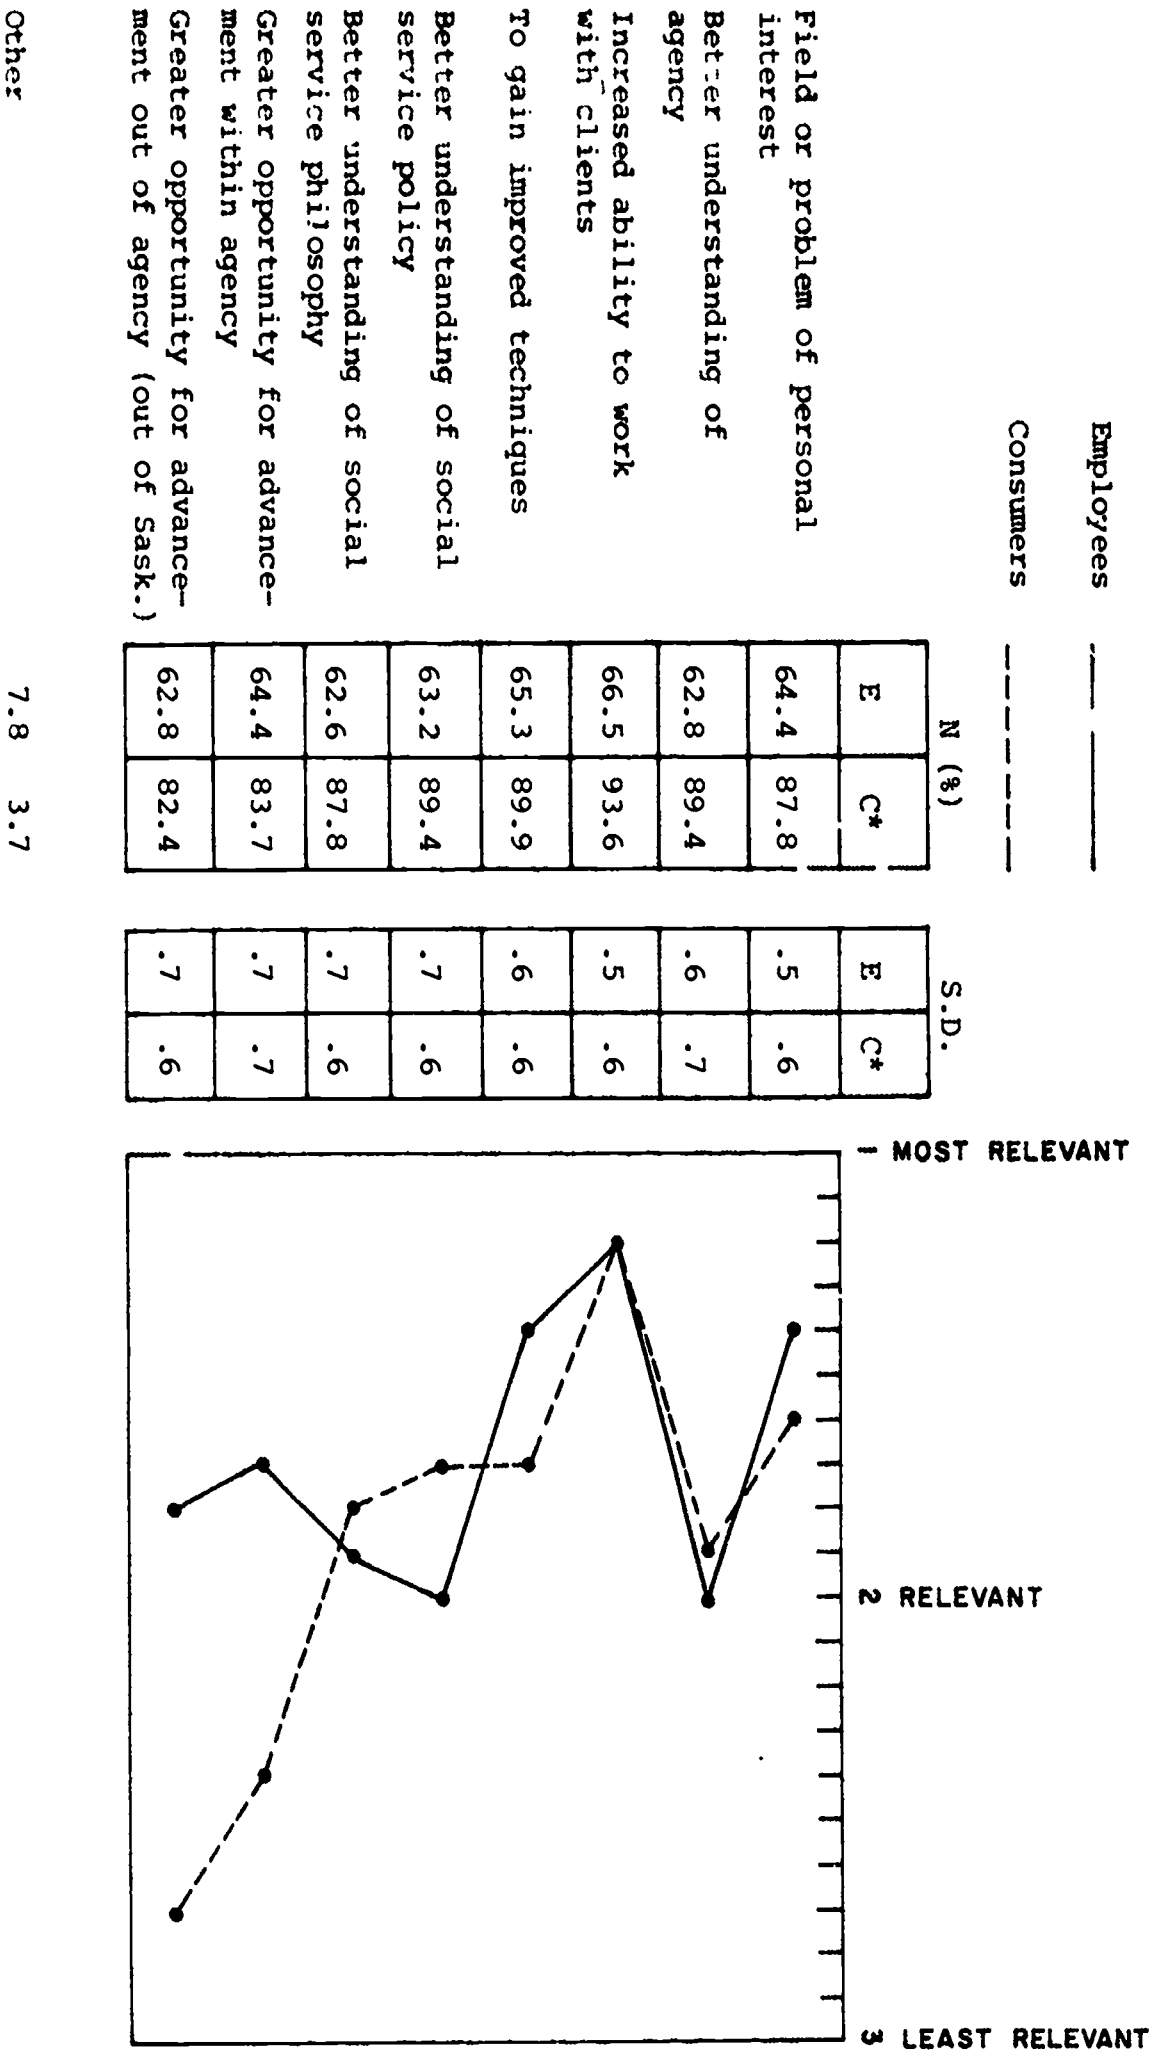 Employees
Consumers
N (%)
S.D.
1 MOST RELEVANT
2 RELEVANT
3 LEAST RELEVANT
E C* E C*
Field or problem of personal
interest
64.4 87.8 .5 .6
Better understanding of
agency
62.8 89.4 .6 .7
Increased ability to work
with clients
66.5 93.6 .5 .6
To gain improved techniques
65.3 89.9 .6 .6
Better understanding of social
service policy
63.2 89.4 .7 .6
Better understanding of social
service philosophy
62.6 87.8 .7 .6
Greater opportunity for advance-
ment within agency
64.4 83.7 .7 .7
Greater opportunity for advance-
ment out of agency (out of Sask.)
62.8 82.4 .7 .6
Other 7.8 3.7